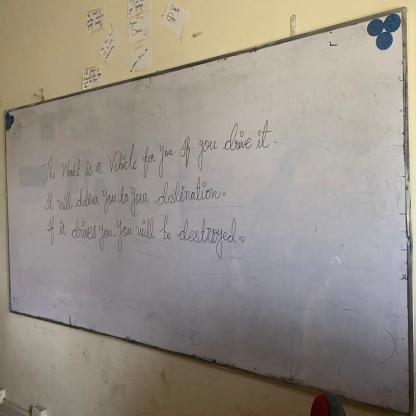 The World is a Vehicle for you. If you drive it.
It will deliver you to your destination.
If it drives you. You will be destroyed.